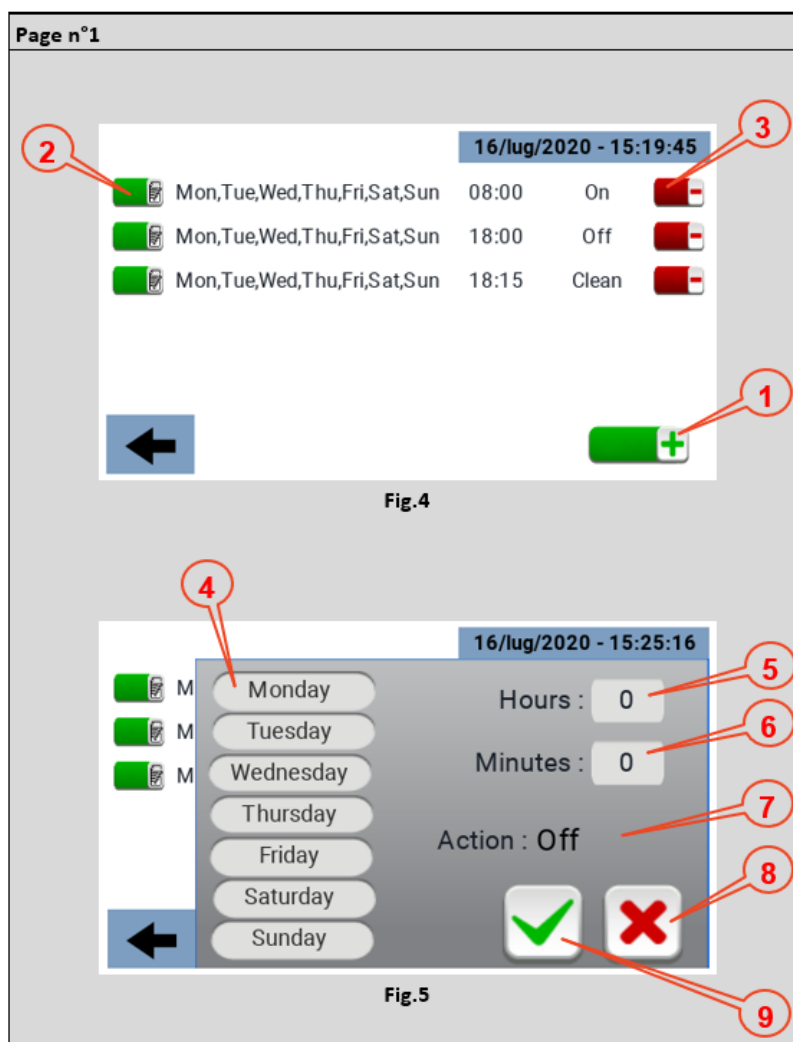 Page n°1
16/lug/2020 - 15:19:45
2
3
Mon,Tue,Wed,Thu,Fri,Sat,Sun 08:00 On
Mon,Tue,Wed,Thu,Fri,Sat,Sun 18:00 Off
Mon,Tue,Wed,Thu,Fri,Sat,Sun 18:15 Clean
1
Fig.4
4
16/lug/2020 - 15:25:16
M Monday Hours : 0 5
M Tuesday
M Wednesday Minutes : 0 6
Thursday
Friday Action : Off 7
Saturday 8
Sunday
Fig.5
9